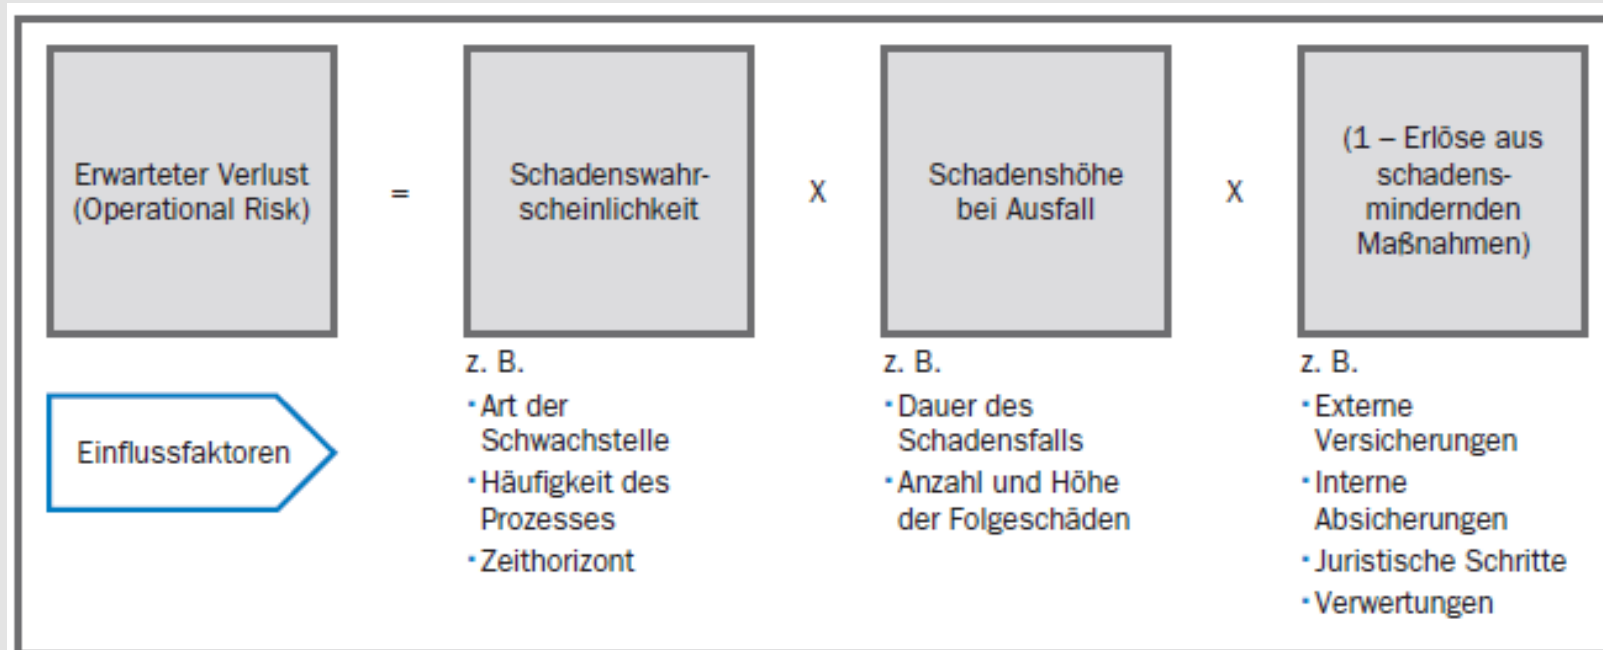 Erwarteter Verlust
(Operational Risk)
=
Schadenswahr-
scheinlichkeit
X
Schadenshöhe
bei Ausfall
X
(1 – Erlöse aus
schadens-
mindernden
Maßnahmen)
Einflussfaktoren
z. B.
· Art der
Schwachstelle
· Häufigkeit des
Prozesses
· Zeithorizont
z. B.
· Dauer des
Schadensfalls
· Anzahl und Höhe
der Folgeschäden
z. B.
· Externe
Versicherungen
· Interne
Absicherungen
· Juristische Schritte
· Verwertungen